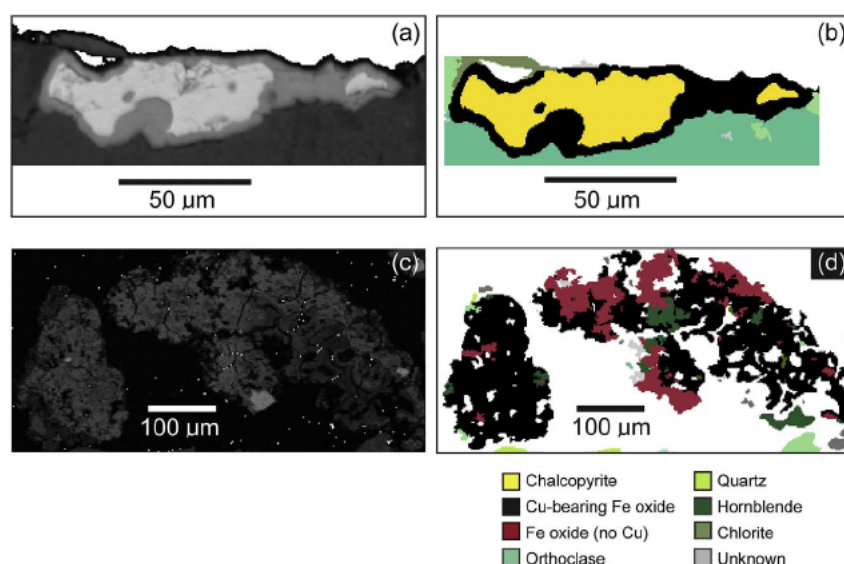 (a)
(b)
50 µm
50 µm
(c)
(d)
100 µm
100 µm
Chalcopyrite
Quartz
Cu-bearing Fe oxide
Hornblende
Fe oxide (no Cu)
Chlorite
Orthoclase
Unknown